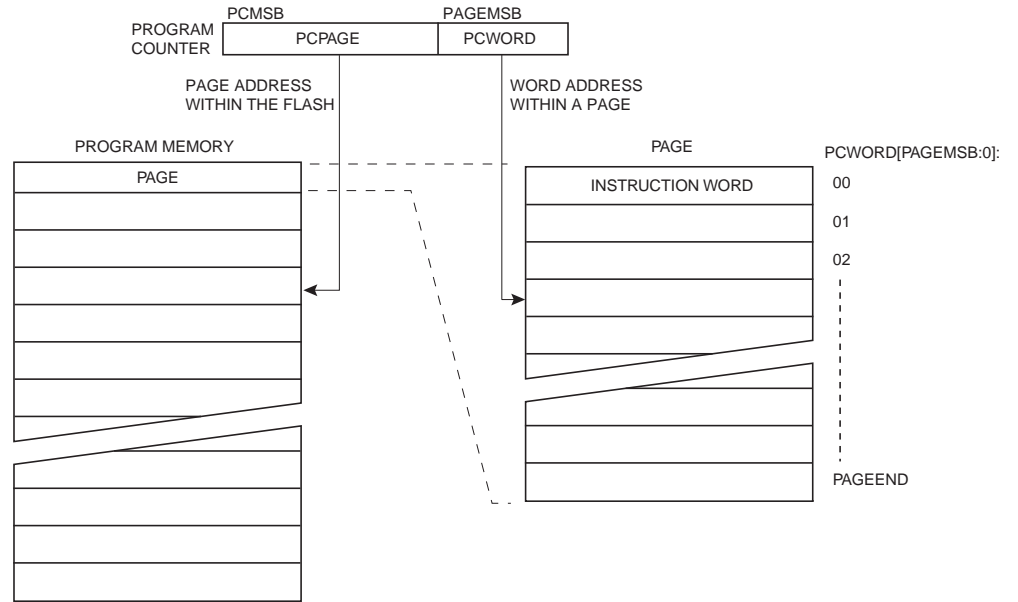 PCMSB PAGEMSB
PROGRAM
COUNTER
PCPAGE PCWORD
PAGE ADDRESS
WITHIN THE FLASH
WORD ADDRESS
WITHIN A PAGE
PROGRAM MEMORY
PAGE
PAGE
INSTRUCTION WORD
PCWORD[PAGEMSB:0]:
00
01
02
PAGEEND